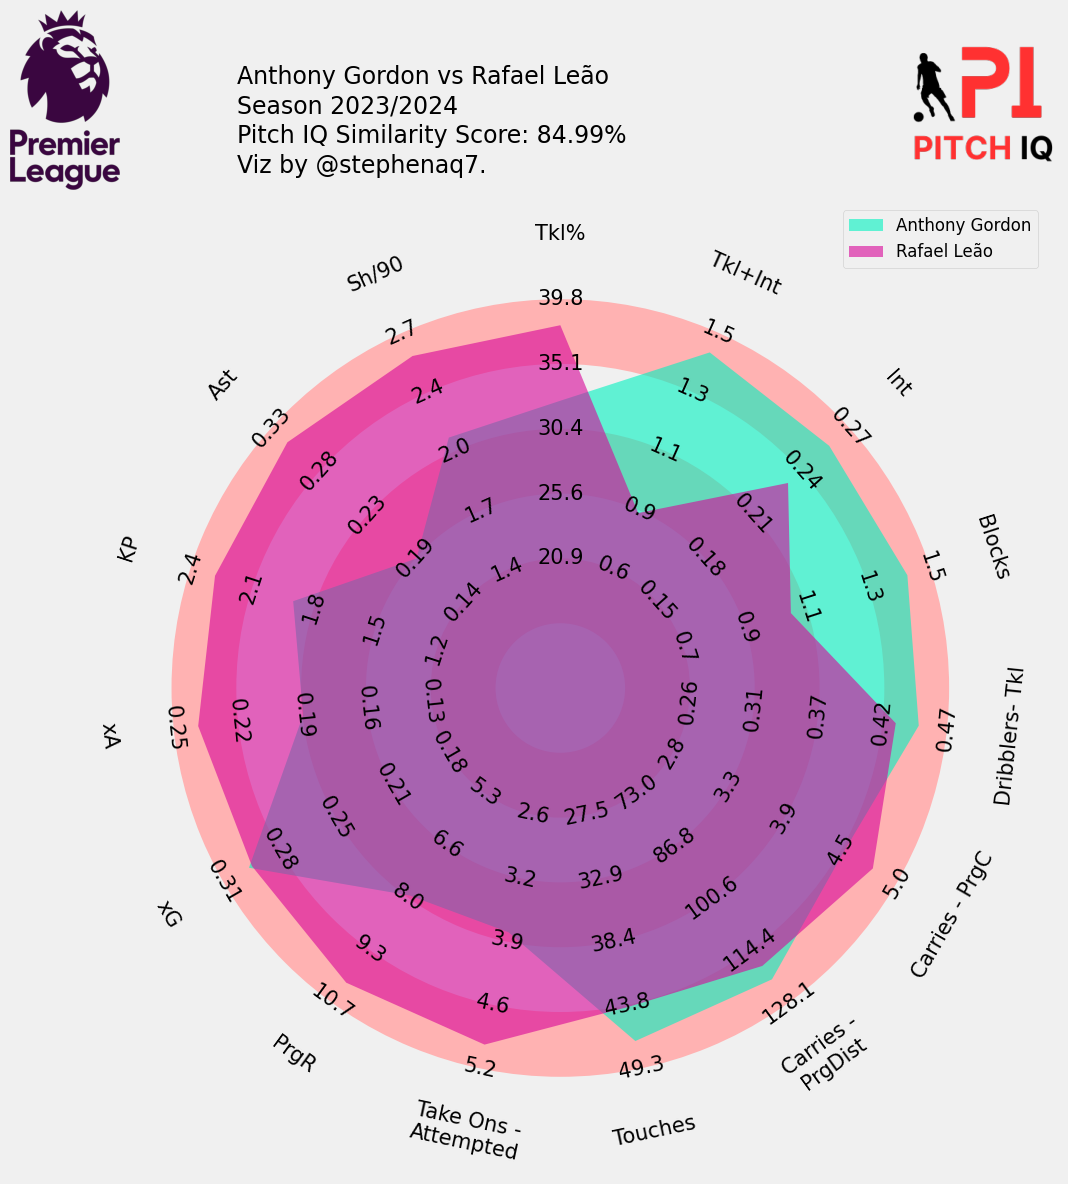 Premier
League
Anthony Gordon vs Rafael Leão
Season 2023/2024
Pitch IQ Similarity Score: 84.99%
Viz by @stephenaq7.
PI
PITCH IQ
Anthony Gordon
Rafael Leão
Tkl%
20.9
25.6
30.4
35.1
39.8
Tkl+Int
0.6
0.9
1.1
1.3
1.5
Int
0.15
0.18
0.21
0.24
0.27
Blocks
0.7
0.9
1.1
1.3
1.5
Dribblers- Tkl
0.26
0.31
0.37
0.42
0.47
Carries - PrgC
2.8
3.3
3.9
4.5
5.0
Carries -
PrgDist
73.0
86.8
100.6
114.4
128.1
Touches
27.5
32.9
38.4
43.8
49.3
Take Ons -
Attempted
2.6
3.2
3.9
4.6
5.2
PrgR
5.3
6.6
8.0
9.3
10.7
xG
0.18
0.21
0.25
0.28
0.31
xA
0.13
0.16
0.19
0.22
0.25
KP
1.2
1.5
1.8
2.1
2.4
Ast
0.14
0.19
0.23
0.28
0.33
Sh/90
1.4
1.7
2.0
2.4
2.7